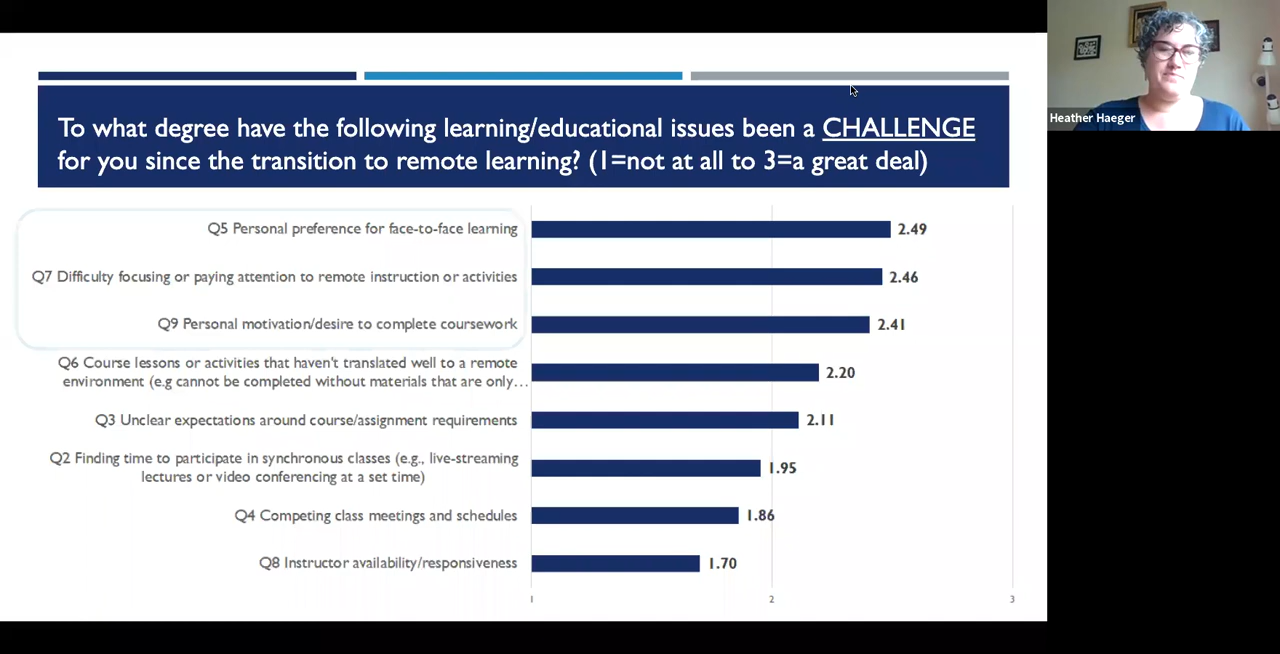 To what degree have the following learning/educational issues been a CHALLENGE
for you since the transition to remote learning? (1=not at all to 3=a great deal)
Heather Haeger
Q5 Personal preference for face-to-face learning
2.49
Q7 Difficulty focusing or paying attention to remote instruction or activities
2.46
Q9 Personal motivation/desire to complete coursework
2.41
Q6 Course lessons or activities that haven't translated well to a remote
environment (e.g cannot be completed without materials that are only…
2.20
Q3 Unclear expectations around course/assignment requirements
2.11
Q2 Finding time to participate in synchronous classes (e.g., live-streaming
lectures or video conferencing at a set time)
1.95
Q4 Competing class meetings and schedules
1.86
Q8 Instructor availability/responsiveness
1.70
1 2 3